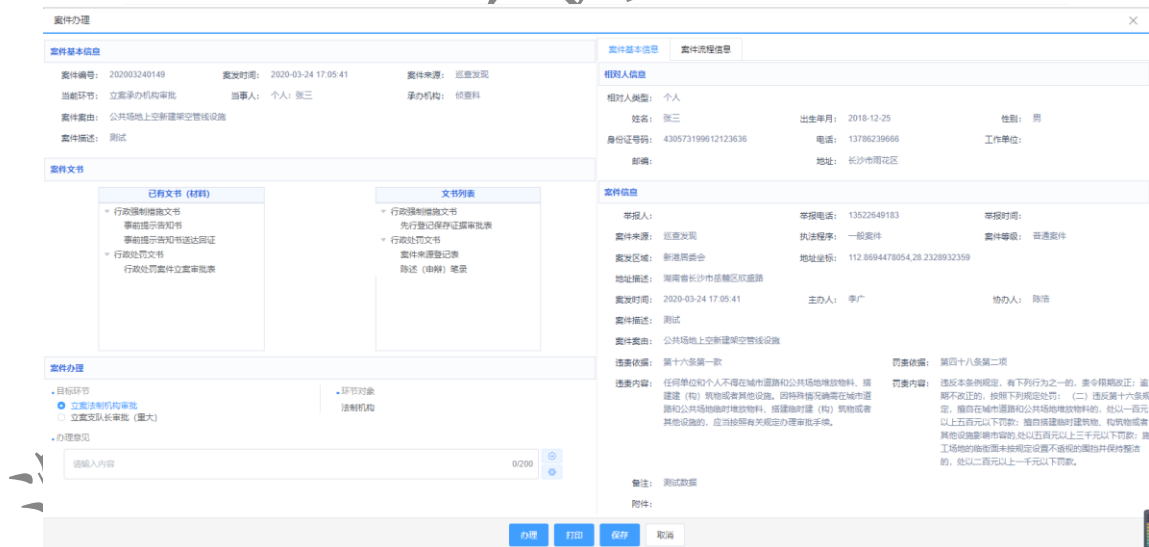 案件办理
案件基本信息
案件编号： 202003240149 案发时间： 2020-03-24 17:05:41 案件来源： 巡查发现
当前环节： 立案承办机构审批 当事人： 个人：张三 承办机构： 侦查科
案件案由： 公共场地上空新建架空管线设施
案件描述： 测试
案件文书
已有文书（材料）
行政强制措施文书
事前提示告知书
事前提示告知书送达回证
行政处罚文书
行政处罚案件立案审批表
文书列表
行政强制措施文书
先行登记保存证据审批表
行政处罚文书
案件来源登记表
陈述（申辩）笔录
案件办理
目标环节
立案法制机构审批
立案支队长审批（重大）
环节对象
法制机构
办理意见
请输入内容 0/200
案件基本信息 案件流程信息
相对人信息
相对人类型： 个人
姓名： 张三 出生年月： 2018-12-25 性别： 男
身份证号码： 430573199612123636 电话： 13786239666 工作单位：
邮编： 地址： 长沙市雨花区
案件信息
举报人： 举报电话： 13522649183 举报时间：
案件来源： 巡查发现 执法程序： 一般案件 案件等级： 普通案件
案发区域： 新港居委会 地址坐标： 112.8694478054,28.2328932359
地址描述： 湖南省长沙市岳麓区欣盛路
案发时间： 2020-03-24 17:05:41 主办人： 李广 协办人： 陈浩
案件描述： 测试
案件案由： 公共场地上空新建架空管线设施
违章依据： 第十六条第一款 罚责依据： 第四十八条第二项
违责内容： 任何单位和个人不得在城市道路和公共场地堆放物料、搭
建建（构）筑物或者其他设施。因特殊情况确需在城市道
路和公共场地临时堆放物料、搭建临时建（构）筑物或者
其他设施的，应当按照有关规定办理审批手续。
罚责内容： 违反本条例规定，有下列行为之一的，责令限期改正；逾
期不改正的，按照下列规定处罚：（二）违反第十六条规
定，擅自在城市道路和公共场地堆放物料的，处以一百元
以上五百元以下罚款；擅自搭建临时建筑物、构筑物或者
其他设施影响市容的,处以五百元以上三千元以下罚款；施
工场地的临街面未按规定设置不透视的围挡并保持整洁
的，处以二百元以上一千元以下罚款。
备注： 测试数据
附件：
办理 打印 保存 取消